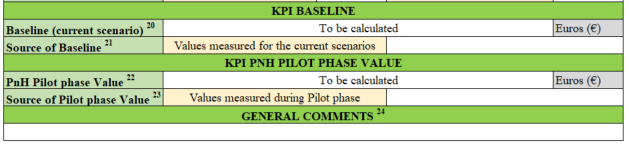 KPI BASELINE
Baseline (current scenario) 20 To be calculated Euros (€)
Source of Baseline 21 Values measured for the current scenarios
KPI PNH PILOT PHASE VALUE
PnH Pilot phase Value 22 To be calculated Euros (€)
Source of Pilot phase Value 23 Values measured during Pilot phase
GENERAL COMMENTS 24